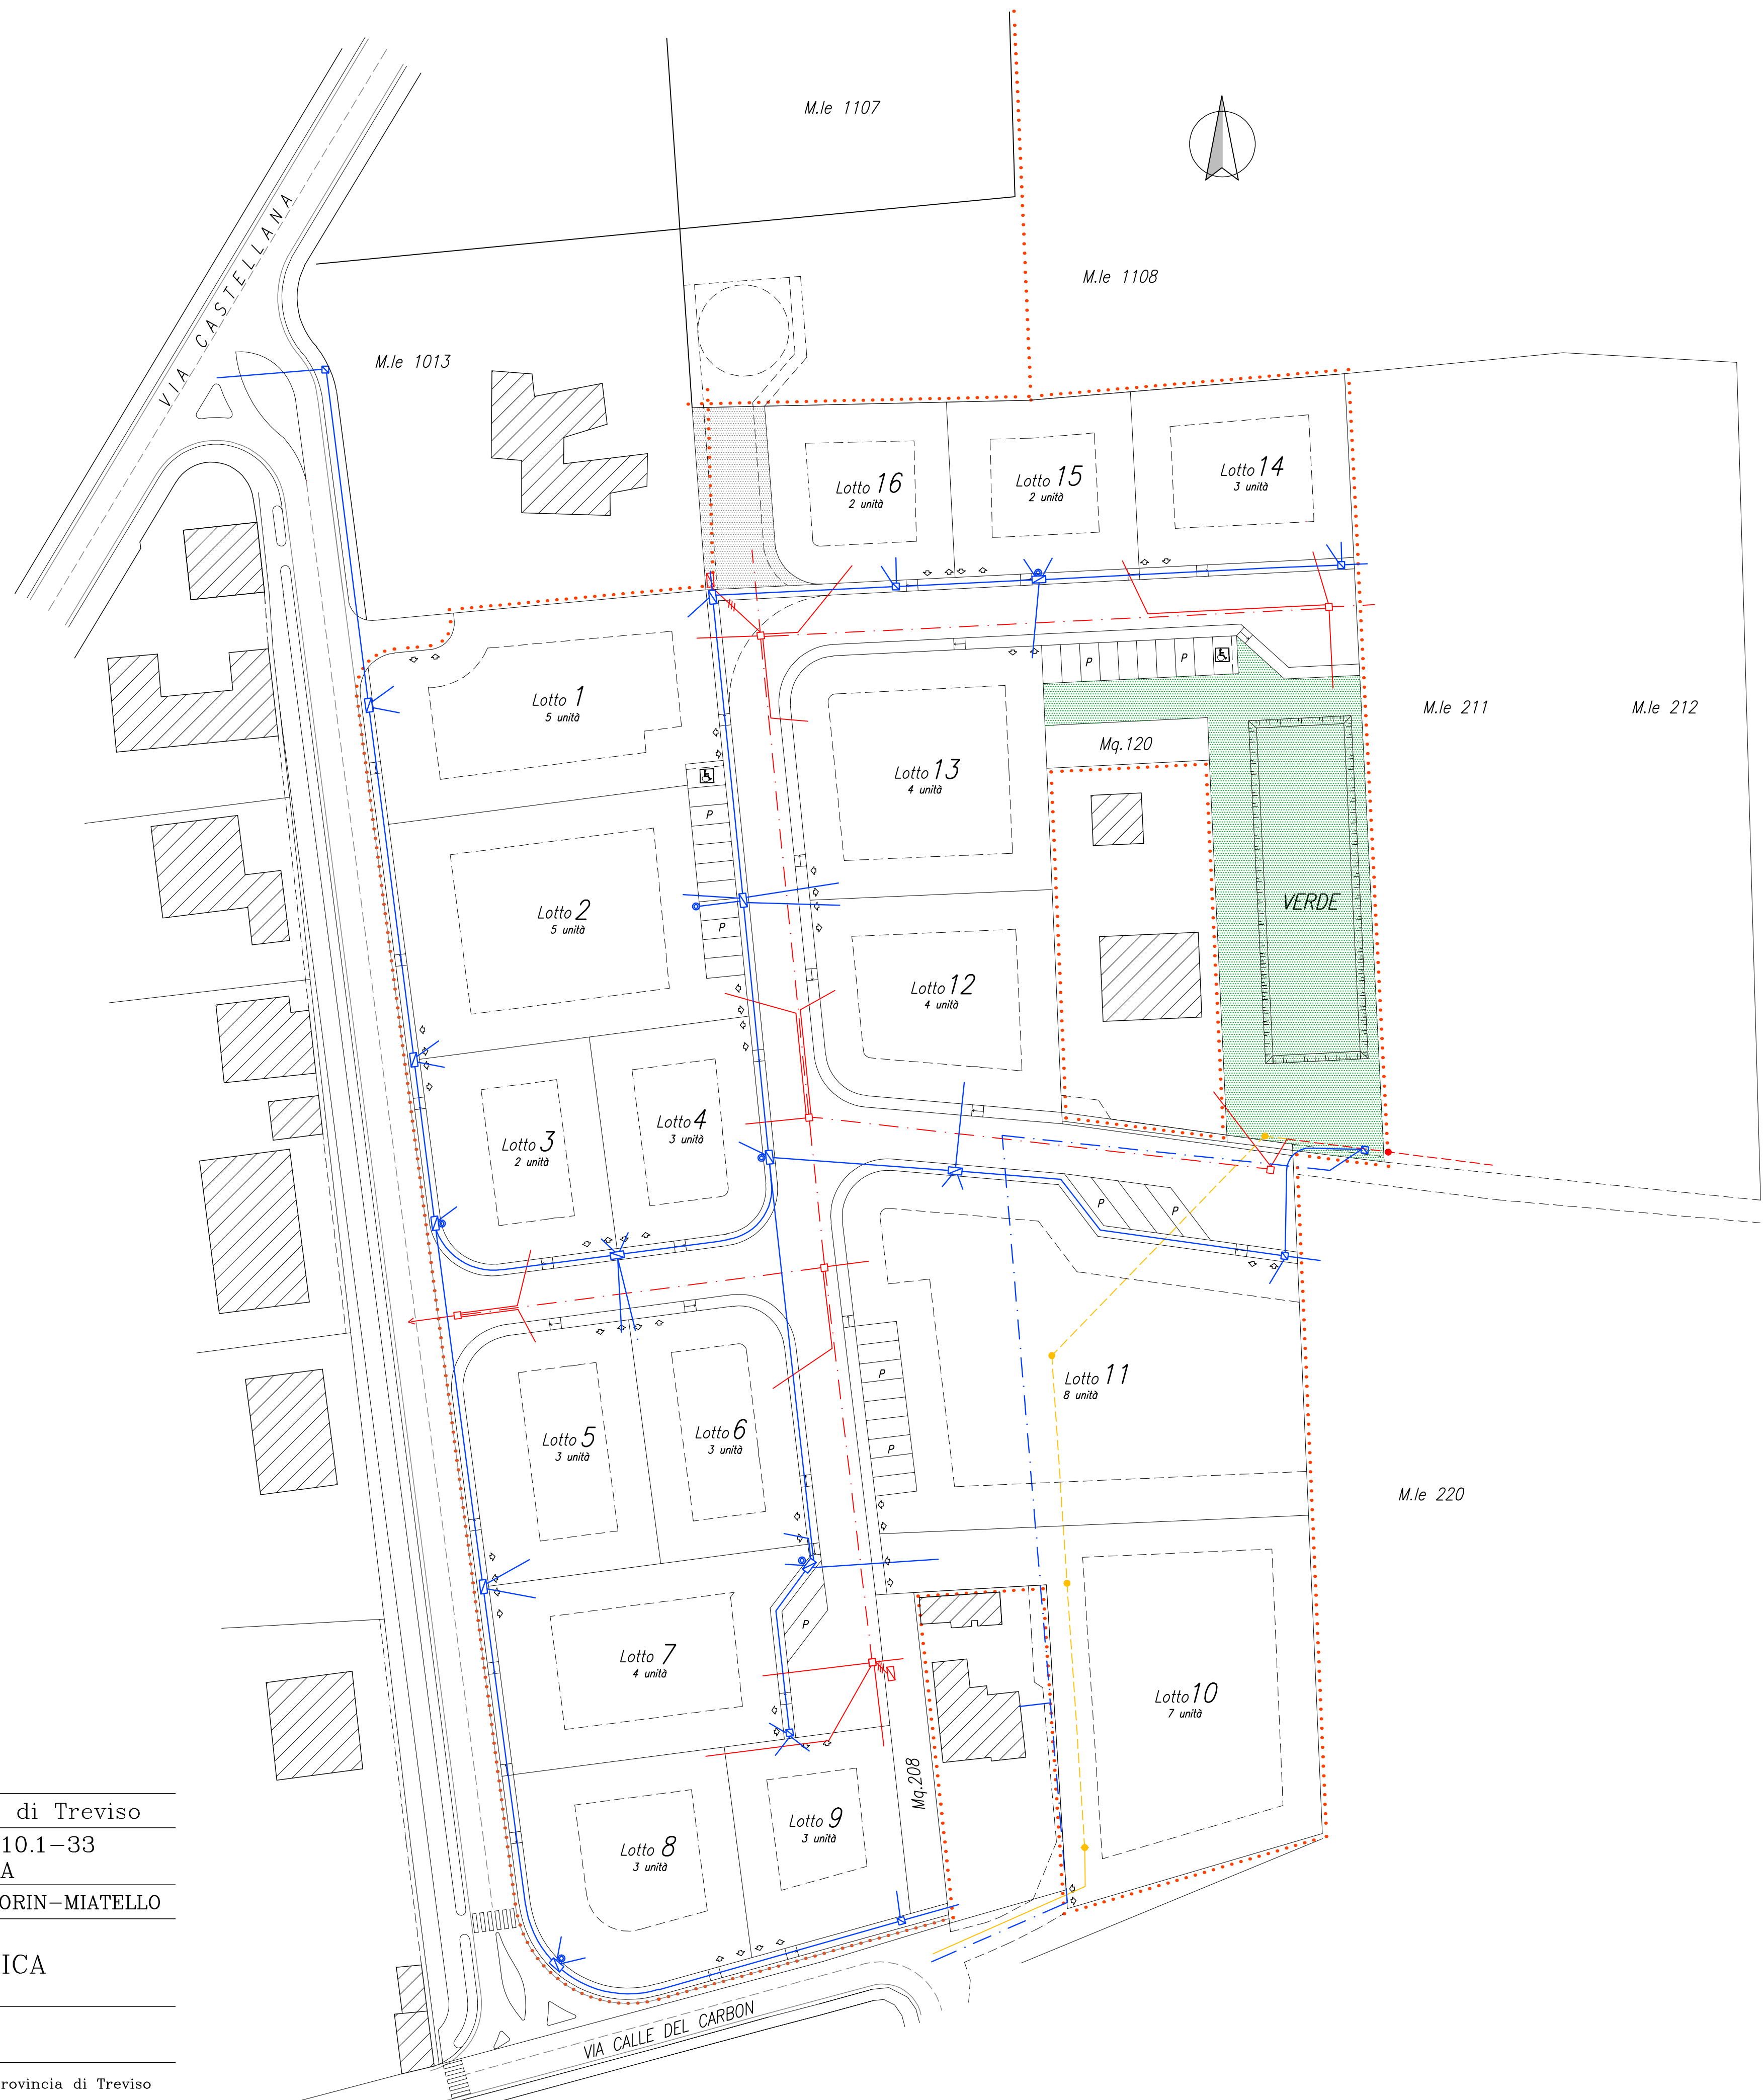 M.le 1107
M.le 1108
VIA CASTELLANA
M.le 1013
Lotto 16
2 unità
Lotto 15
2 unità
Lotto 14
3 unità
Lotto 1
5 unità
P
P
M.le 211
M.le 212
Mq.120
Lotto 13
4 unità
P
Lotto 2
5 unità
P
VERDE
Lotto 12
4 unità
Lotto 3
2 unità
Lotto 4
3 unità
P
P
Lotto 11
8 unità
P
P
Lotto 5
3 unità
Lotto 6
3 unità
M.le 220
P
Lotto 7
4 unità
Lotto 10
7 unità
Mq.208
Lotto 8
3 unità
Lotto 9
3 unità
VIA CALLE DEL CARBON
di Treviso
10.1-33
A
ORIN-MIATELLO
ICA
rovincia di Treviso